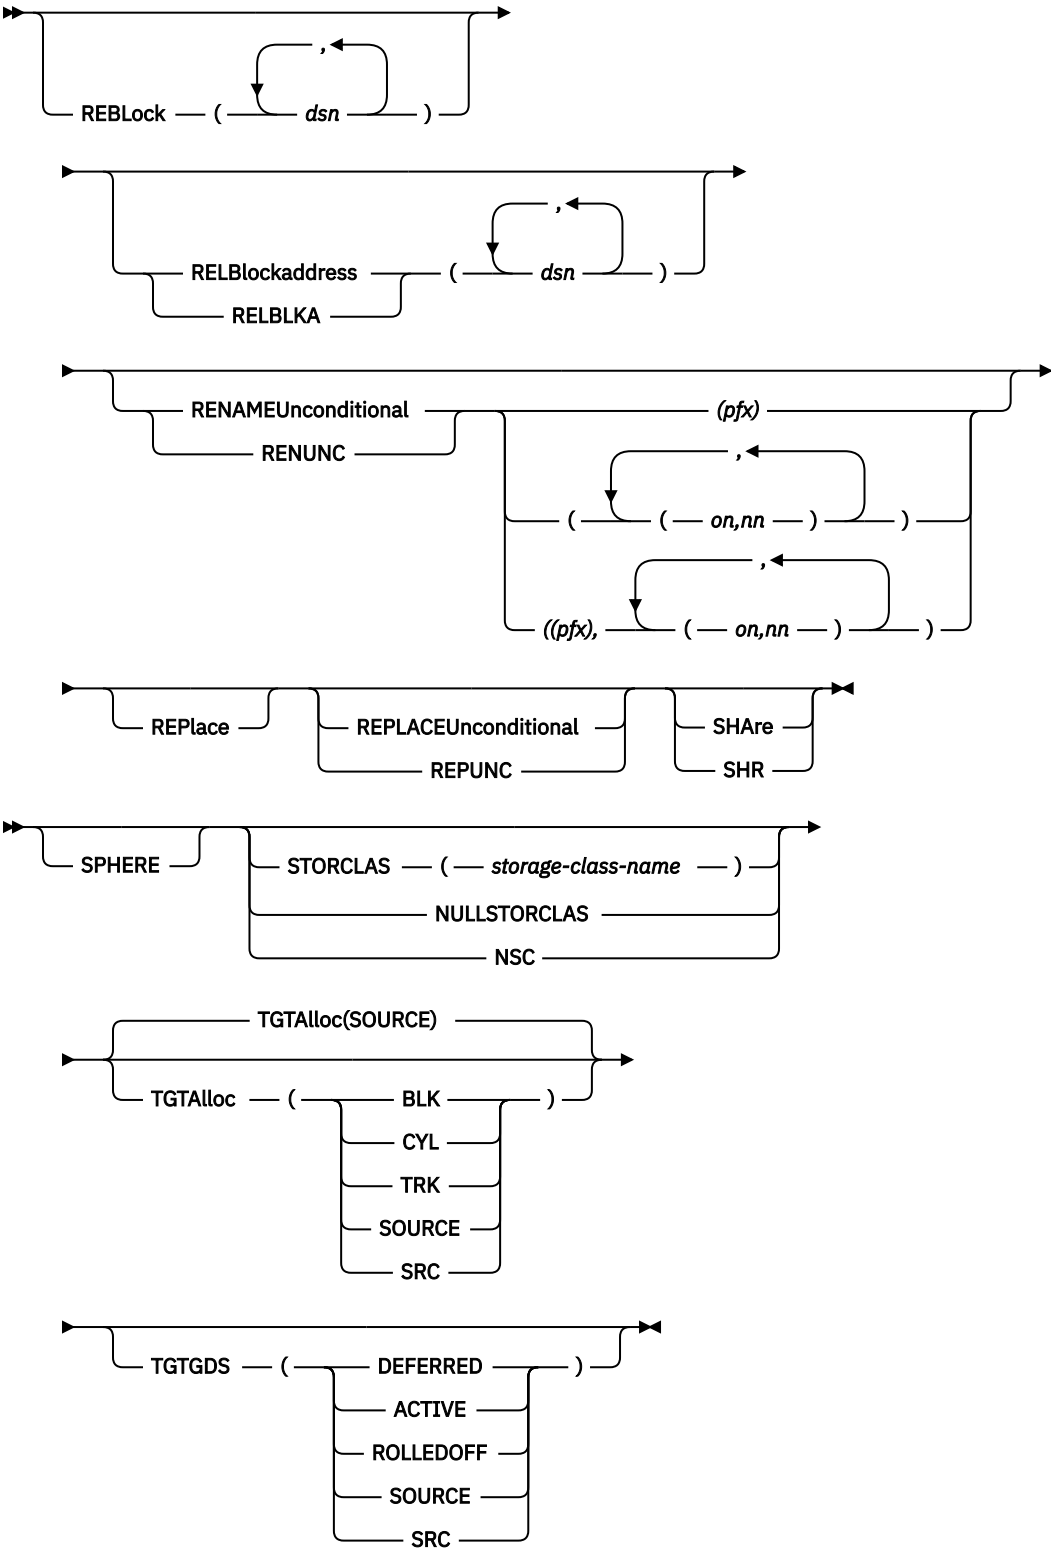 ,
REBLock ( dsn )
,
RELBlockaddress ( dsn )
RELBLKA
RENAMEUnconditional (pfx)
RENUNC
,
( ( on,nn ) )
,
((pfx), ( on,nn ) )
REPlace REPLACEUnconditional SHAre
REPUNC SHR
SPHERE STORCLAS ( storage-class-name )
NULLSTORCLAS
NSC
TGTAlloc(SOURCE)
TGTAlloc ( BLK )
CYL
TRK
SOURCE
SRC
TGTGDS ( DEFERRED )
ACTIVE
ROLLEDOFF
SOURCE
SRC